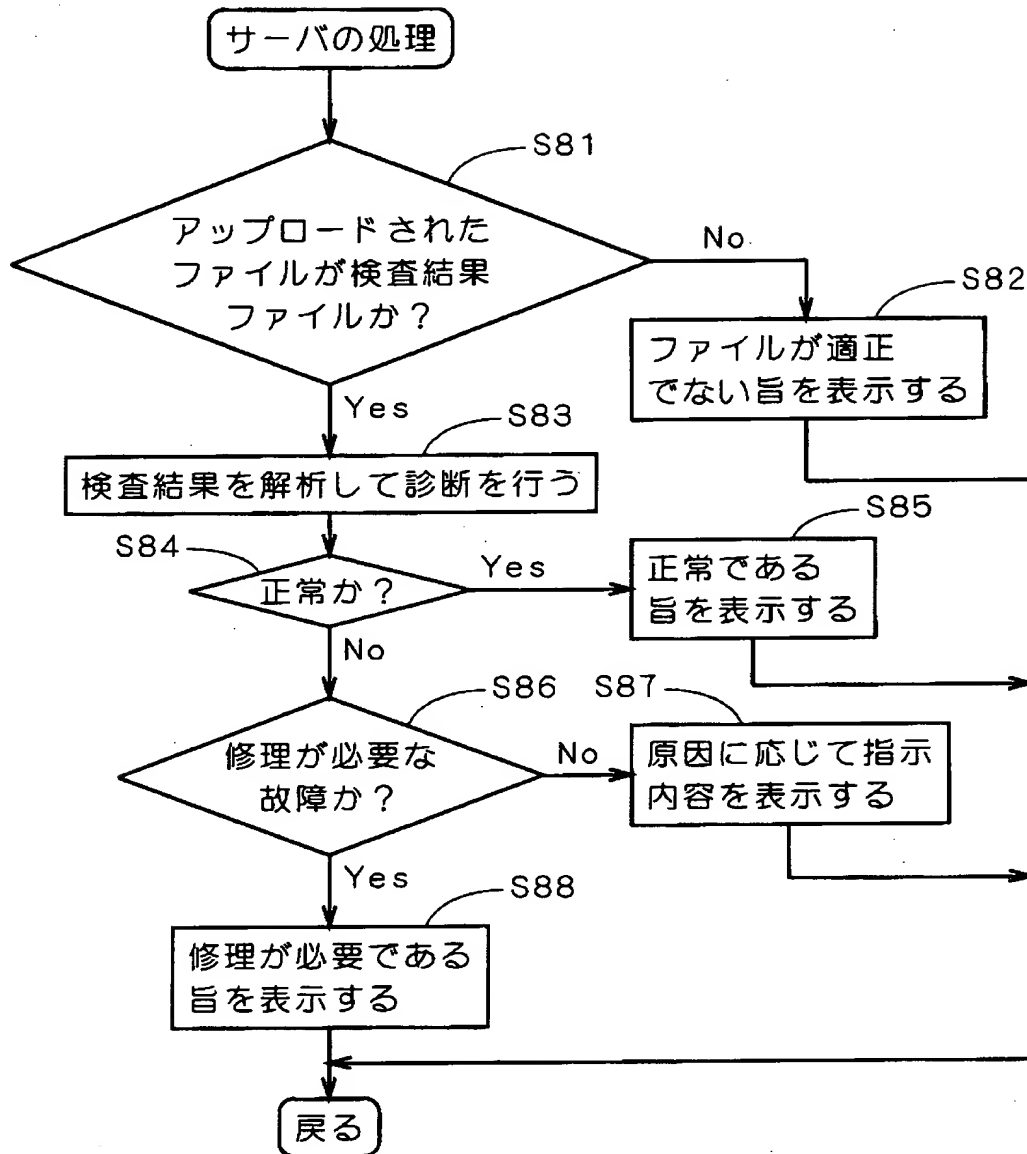 サーバの処理
S81
アップロードされた
ファイルが検査結果
ファイルか？
No
S82
ファイルが適正
でない旨を表示する
Yes
S83
検査結果を解析して診断を行う
S84
正常か？
Yes
S85
正常である
旨を表示する
No
S86
修理が必要な
故障か？
No
S87
原因に応じて指示
内容を表示する
Yes
S88
修理が必要である
旨を表示する
戻る